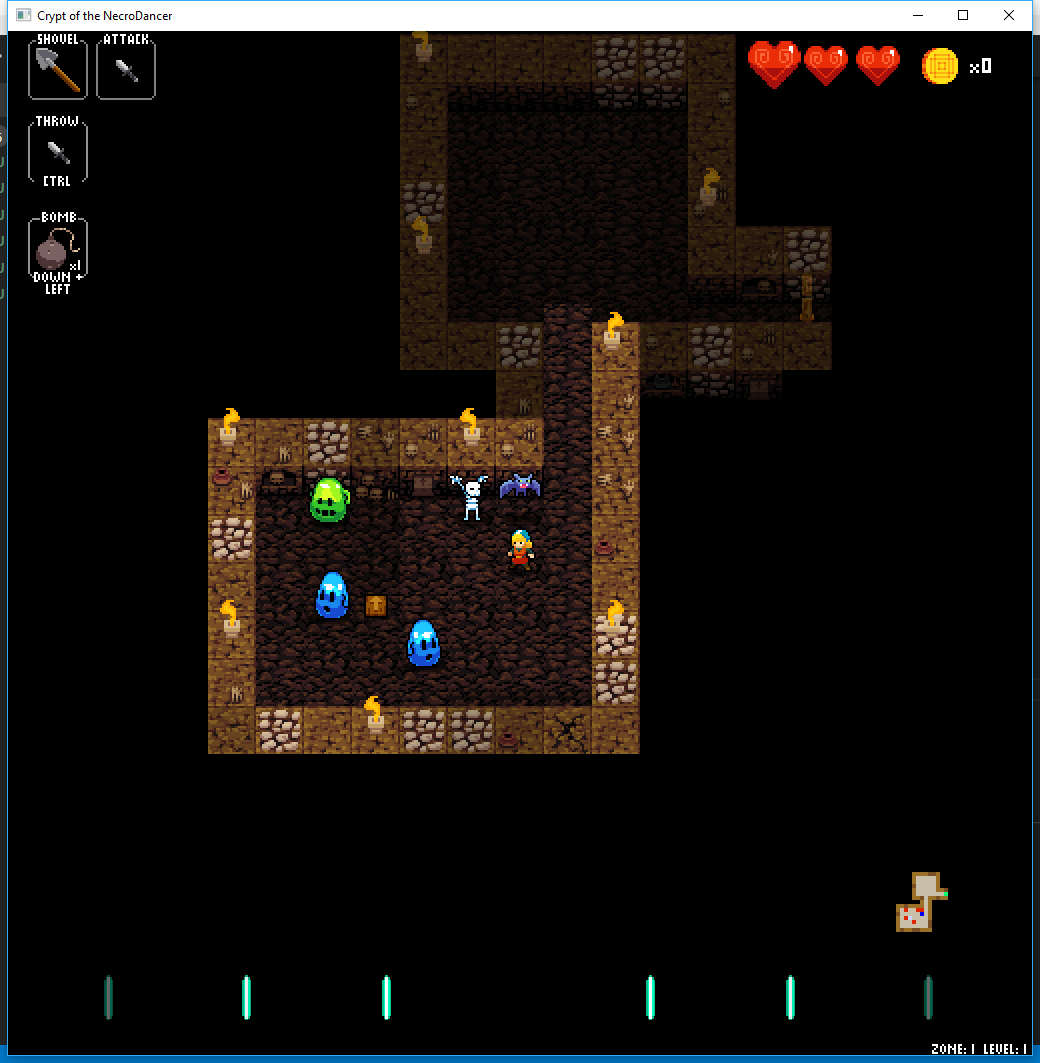 Crypt of the NecroDancer
SHOVEL
ATTACK
x0
THROW
CTRL
BOMB
x1
DOWN +
LEFT
ZONE: 1 LEVEL: 1